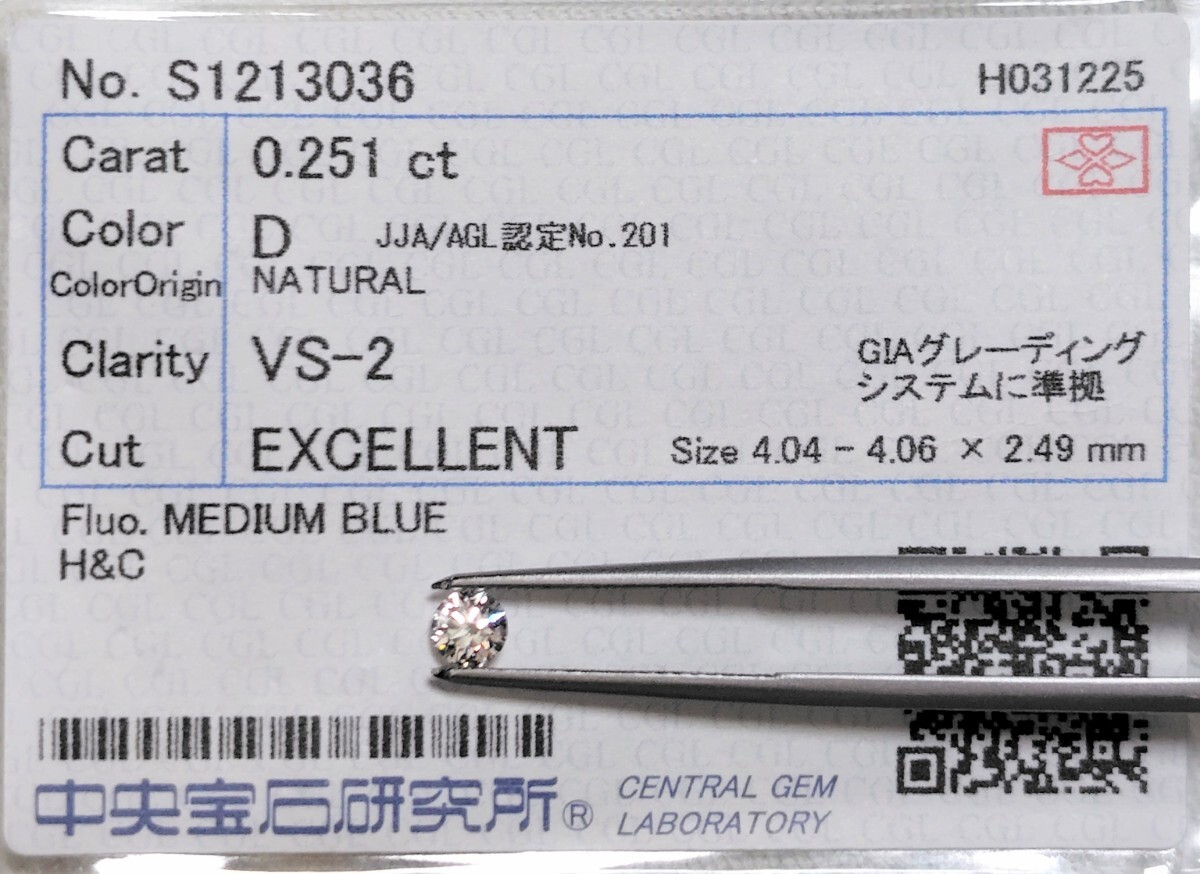 No. S1213036 H031225
Carat 0.251 ct
Color D JJA/AGL認定No.201
ColorOrigin NATURAL
Clarity VS-2 GIAグレーディング
システムに準拠
Cut EXCELLENT Size 4.04 - 4.06 × 2.49 mm
Fluo. MEDIUM BLUE
H&C
中央宝石研究所® CENTRAL GEM
LABORATORY